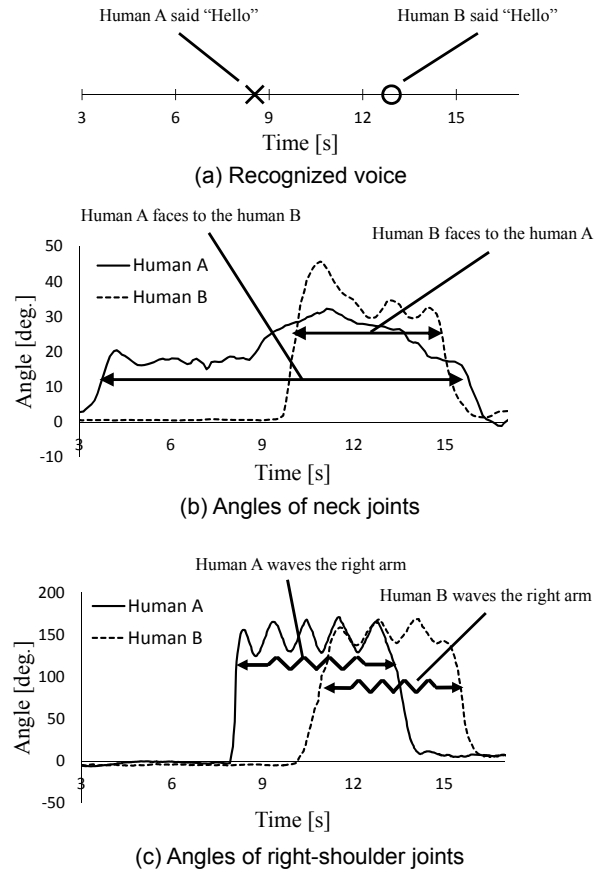 Human A said “Hello” Human B said “Hello”
3 6 9 12 15
Time [s]
(a) Recognized voice
Human A faces to the human B
Human B faces to the human A
50
40
30
20
10
0
-10
Human A
Human B
Angle [deg.]
3 6 9 12 15
Time [s]
(b) Angles of neck joints
Human A waves the right arm
Human B waves the right arm
200
150
100
50
0
-50
Human A
Human B
Angle [deg.]
3 6 9 12 15
Time [s]
(c) Angles of right-shoulder joints